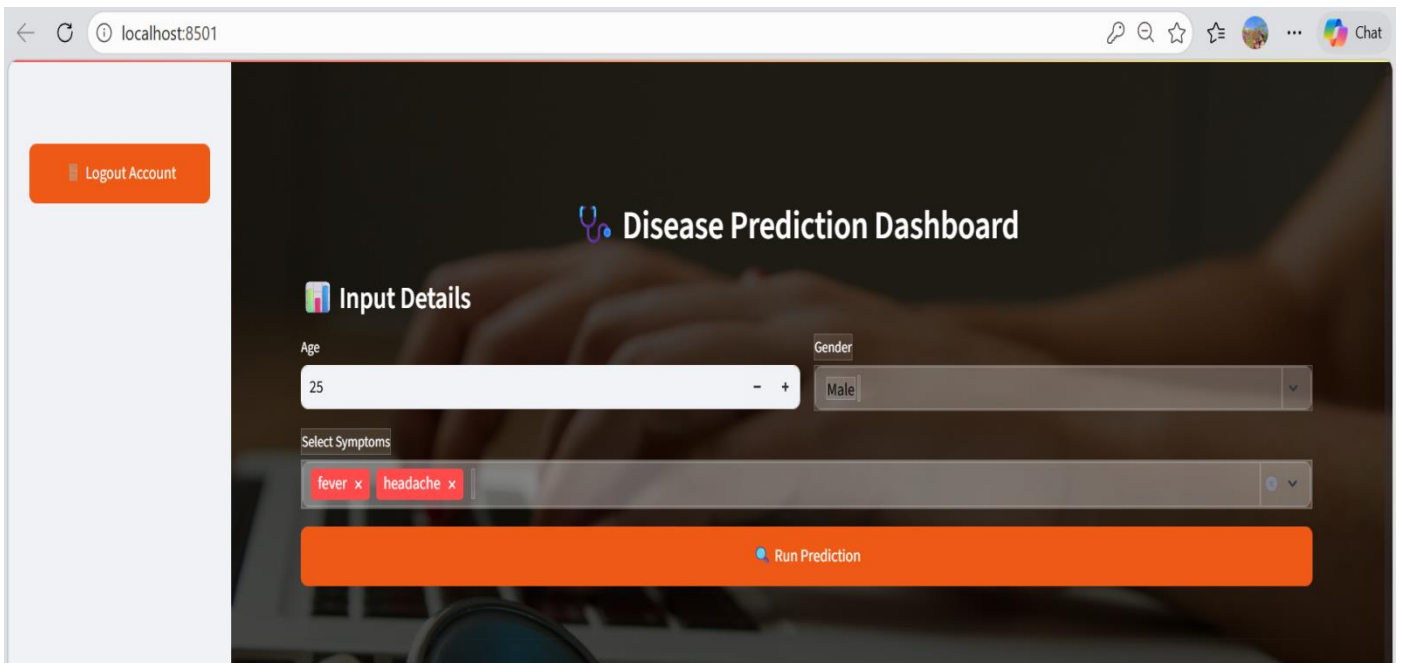 localhost:8501
Chat
Logout Account
Disease Prediction Dashboard
Input Details
Age
Gender
25 - +
Male
Select Symptoms
fever × headache ×
Run Prediction